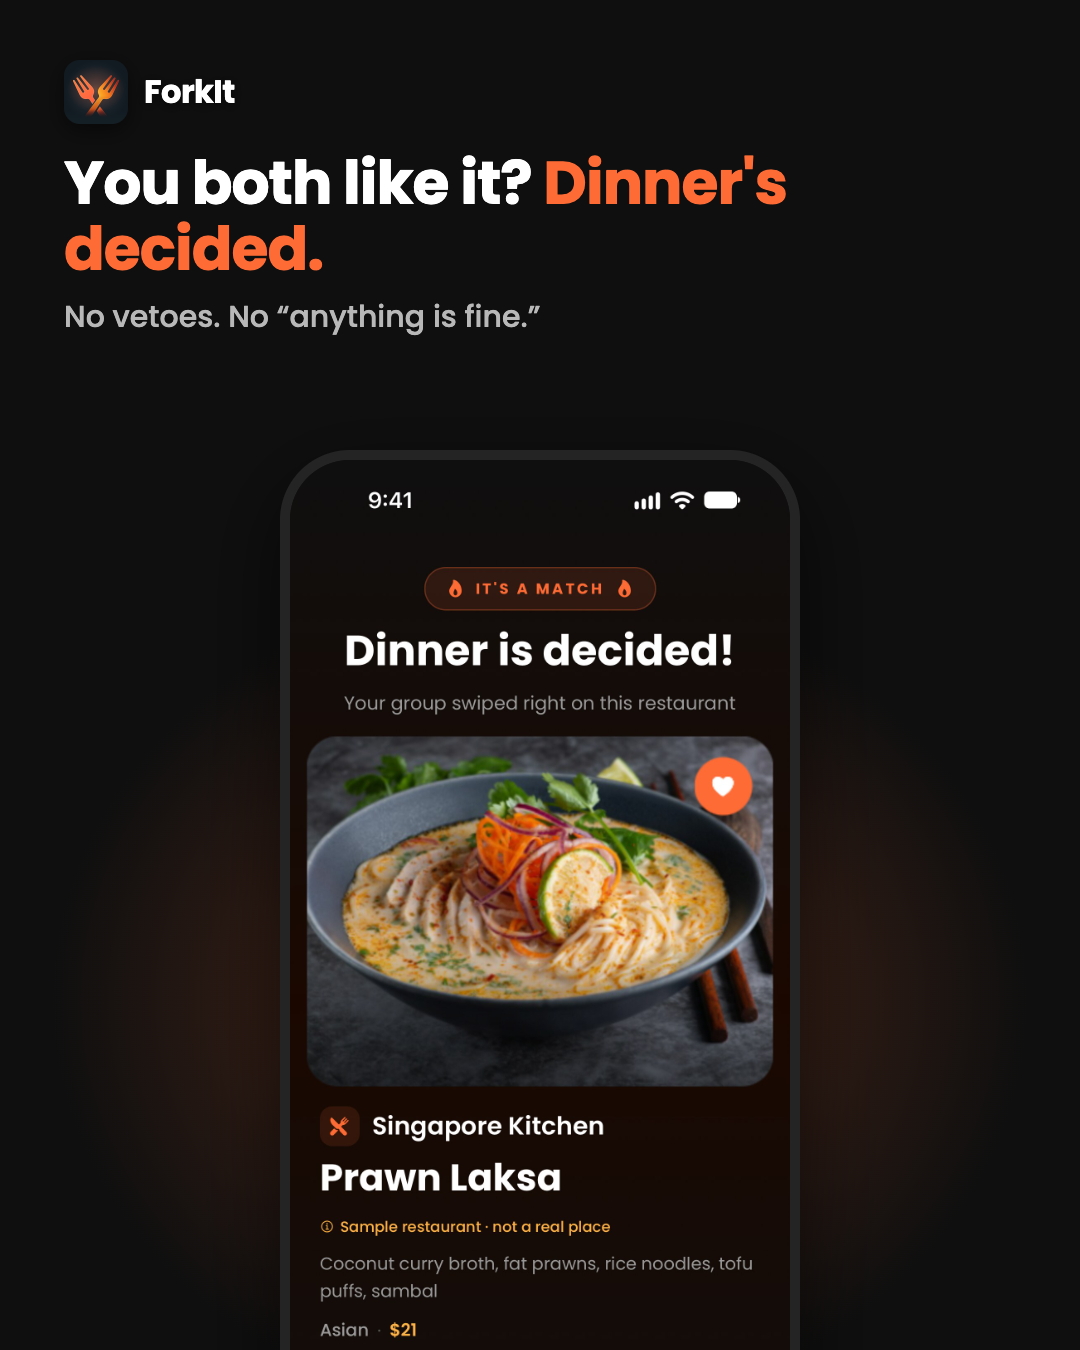 ForkIt
You both like it? Dinner's
decided.
No vetoes. No “anything is fine.”
9:41
IT'S A MATCH
Dinner is decided!
Your group swiped right on this restaurant
Singapore Kitchen
Prawn Laksa
Sample restaurant · not a real place
Coconut curry broth, fat prawns, rice noodles, tofu
puffs, sambal
Asian · $21